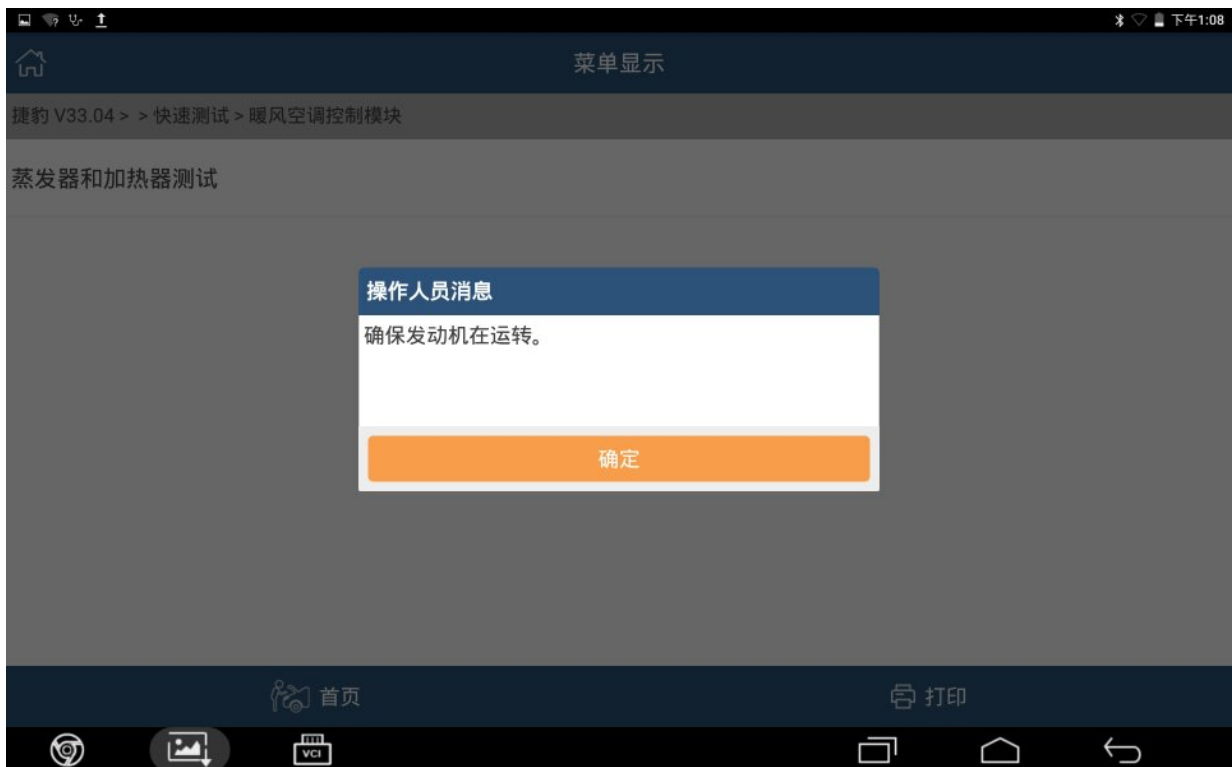 下午1:08
菜单显示
捷豹 V33.04 > > 快速测试 > 暖风空调控制模块
蒸发器和加热器测试
操作人员消息
确保发动机在运转。
确定
首页
打印
VCI